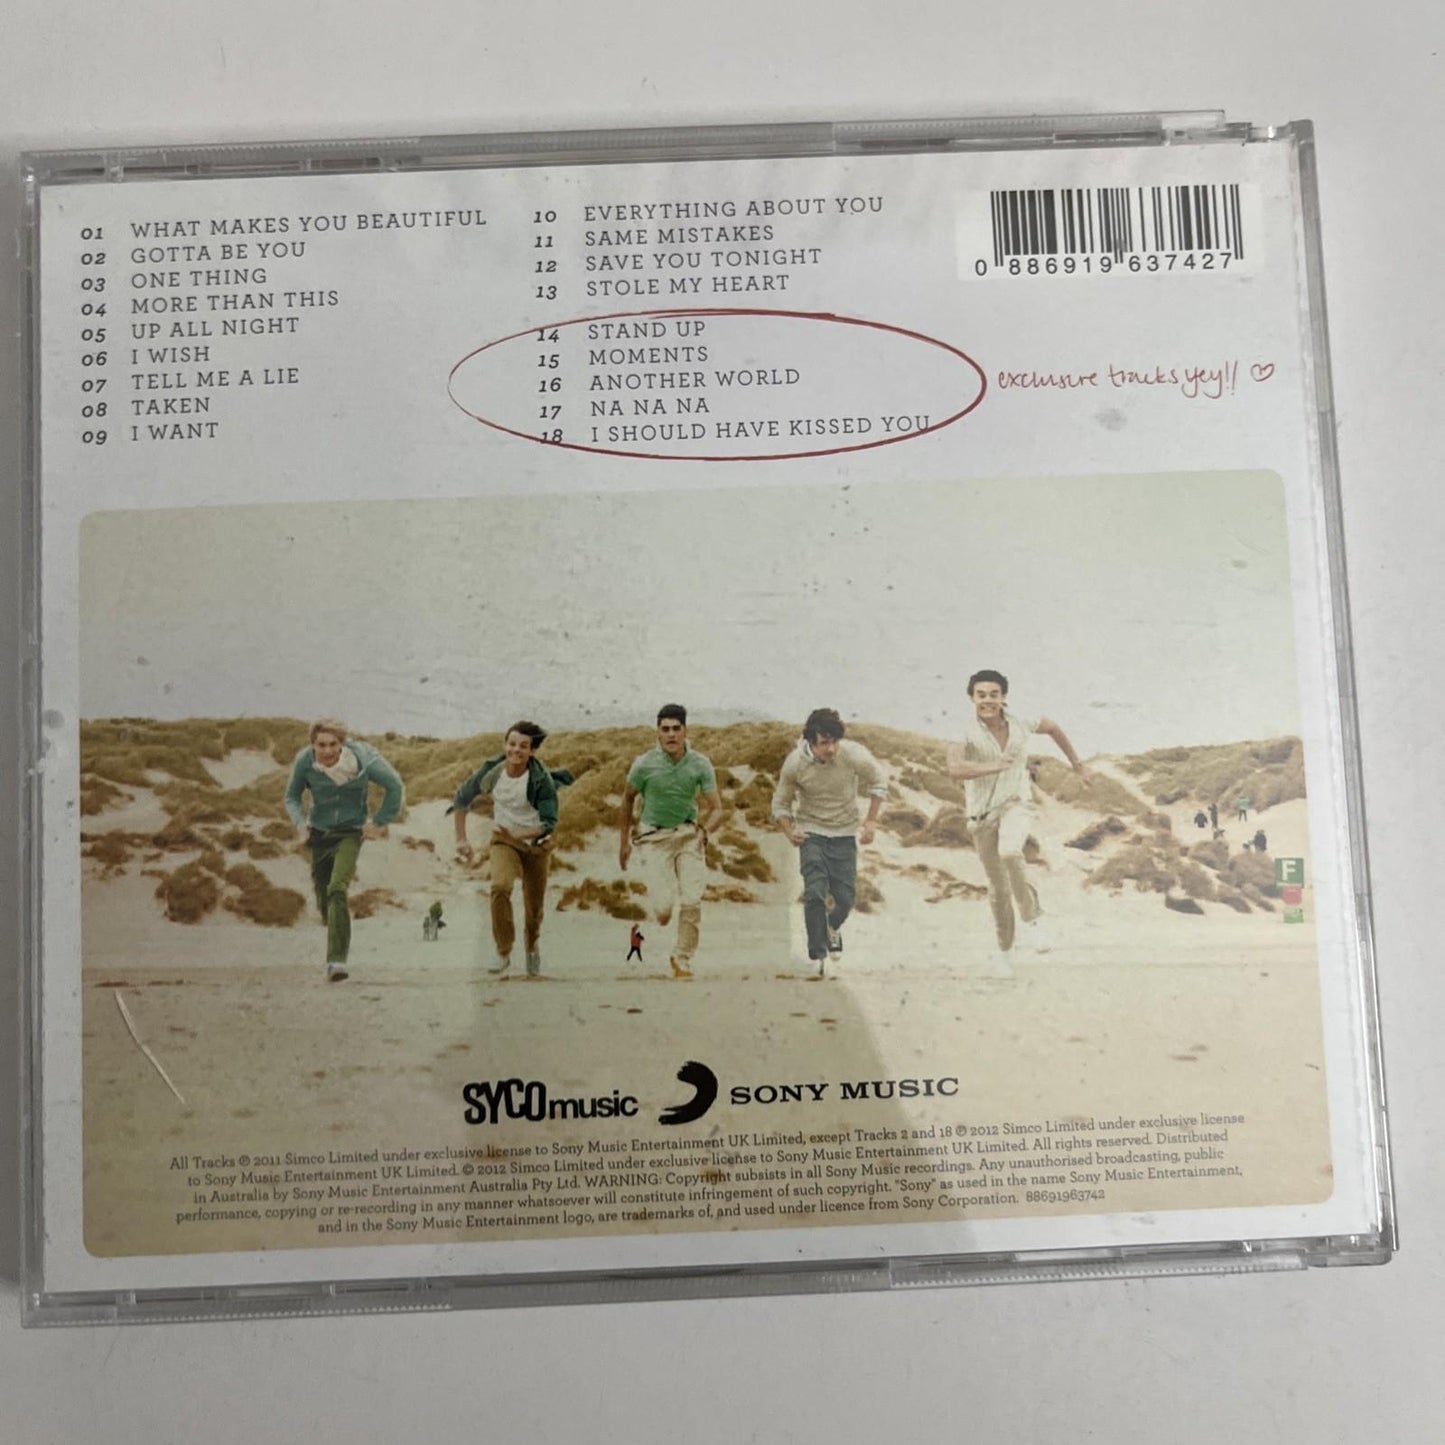 01 WHAT MAKES YOU BEAUTIFUL
02 GOTTA BE YOU
03 ONE THING
04 MORE THAN THIS
05 UP ALL NIGHT
06 I WISH
07 TELL ME A LIE
08 TAKEN
09 I WANT
10 EVERYTHING ABOUT YOU
11 SAME MISTAKES
12 SAVE YOU TONIGHT
13 STOLE MY HEART
14 STAND UP
15 MOMENTS
16 ANOTHER WORLD
17 NA NA NA
18 I SHOULD HAVE KISSED YOU
0 886919 637427
exclusive tracks yey!! ♡
F
SYCOmusic
SONY MUSIC
All Tracks ℗ 2011 Simco Limited under exclusive license to Sony Music Entertainment UK Limited, except Tracks 2 and 18 ℗ 2012 Simco Limited under exclusive license
to Sony Music Entertainment UK Limited. © 2012 Simco Limited under exclusive license to Sony Music Entertainment UK Limited. All rights reserved. Distributed
in Australia by Sony Music Entertainment Australia Pty Ltd. WARNING: Copyright subsists in all Sony Music recordings. Any unauthorised broadcasting, public
performance, copying or re-recording in any manner whatsoever will constitute infringement of such copyright. "Sony" as used in the name Sony Music Entertainment,
and in the Sony Music Entertainment logo, are trademarks of, and used under licence from Sony Corporation. 88691963742